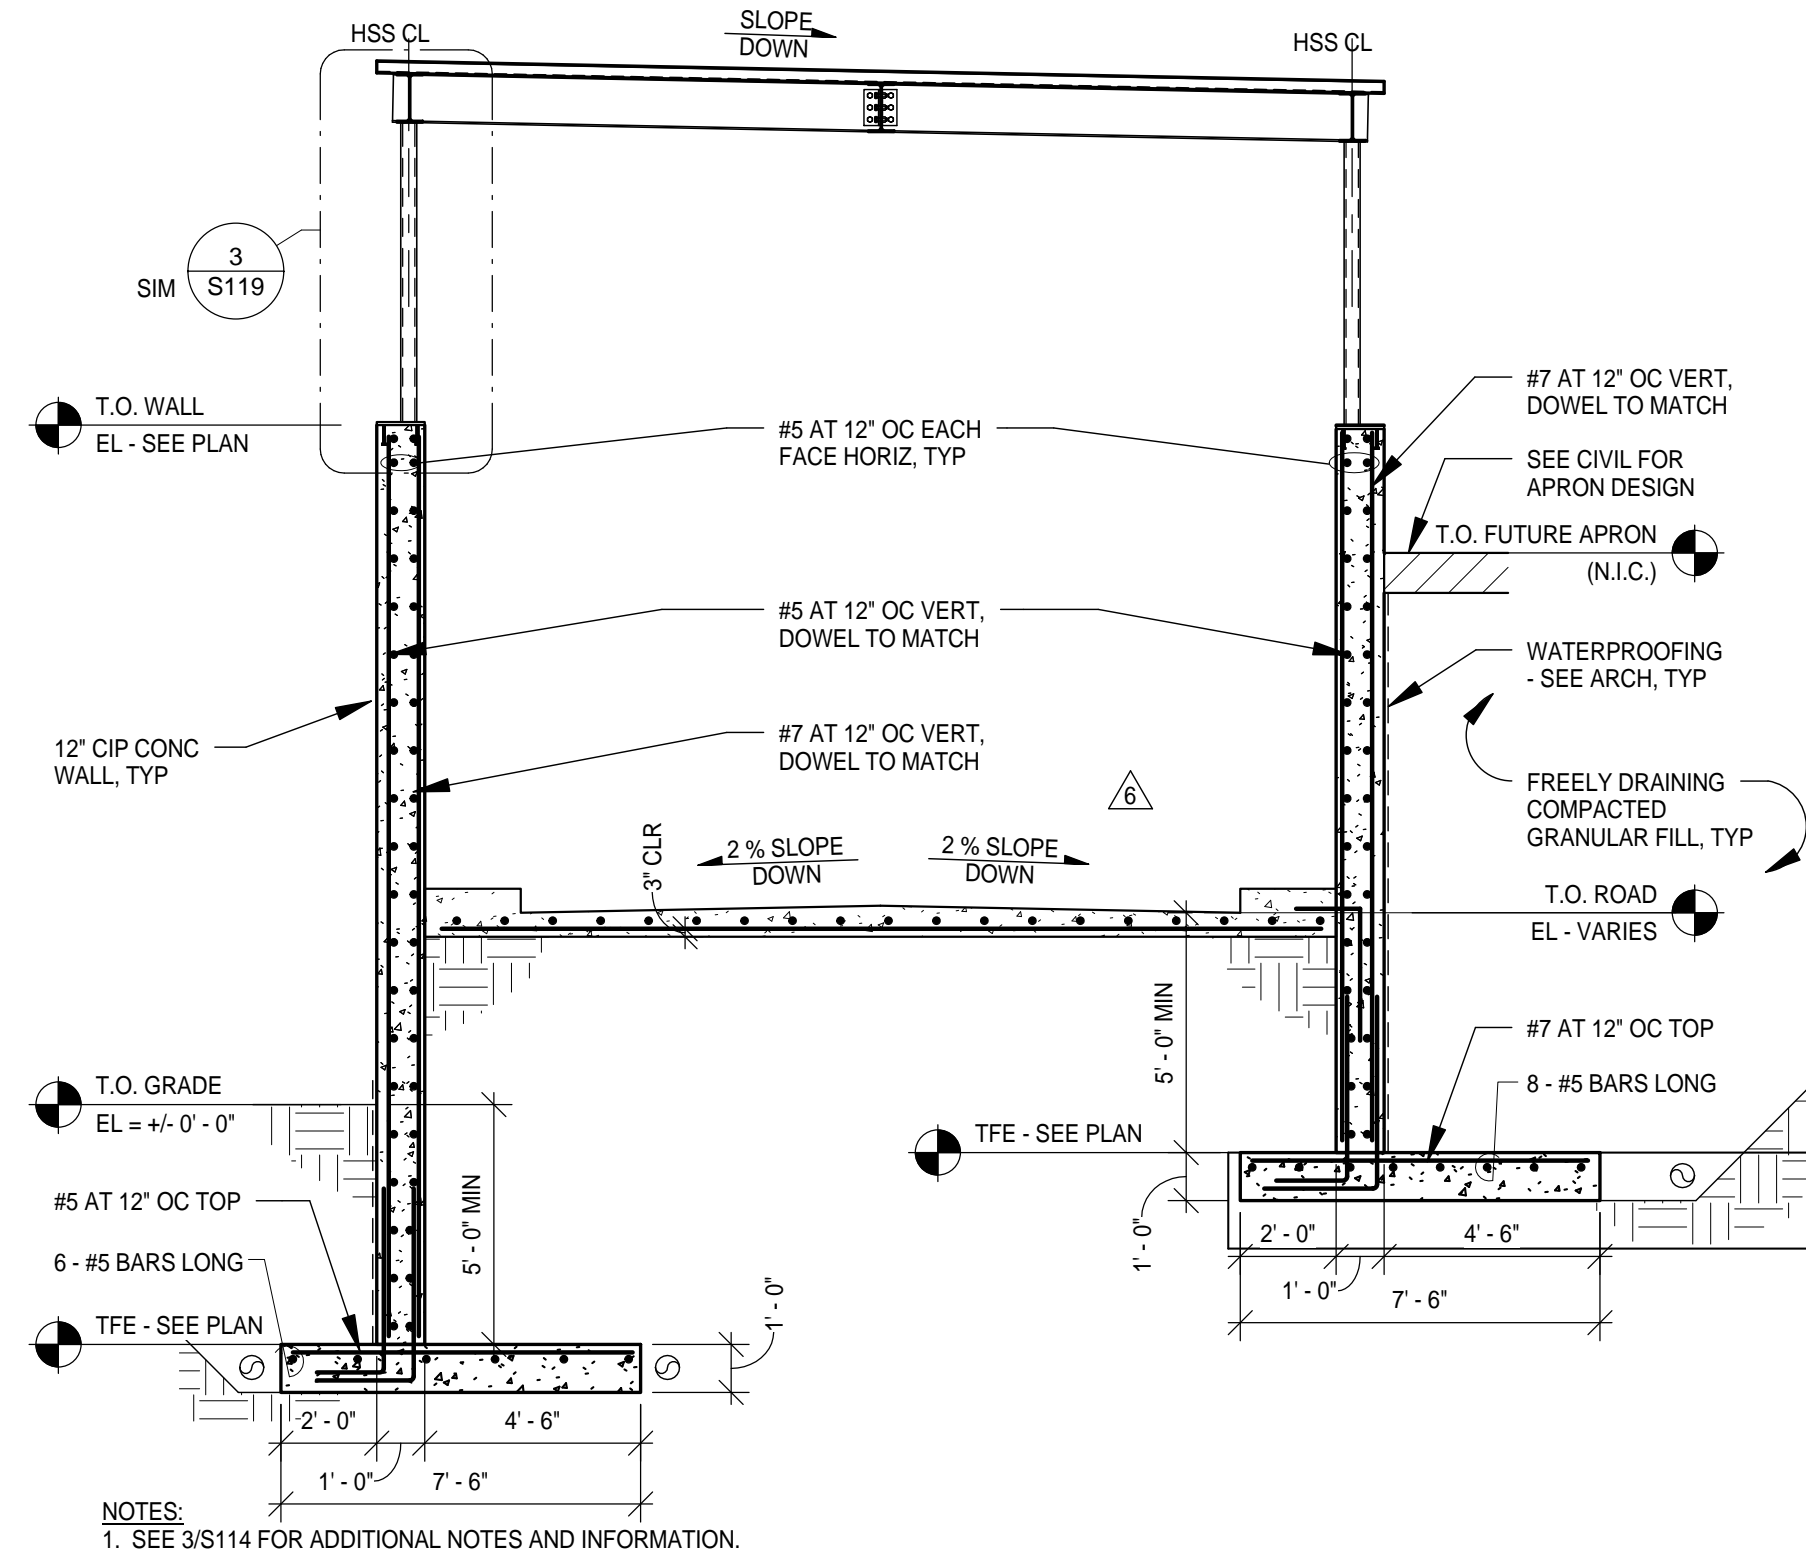 HSS CL
SLOPE
DOWN
HSS CL
3
S119
SIM
T.O. WALL
EL - SEE PLAN
#5 AT 12" OC EACH
FACE HORIZ, TYP
#7 AT 12" OC VERT,
DOWEL TO MATCH
SEE CIVIL FOR
APRON DESIGN
T.O. FUTURE APRON
(N.I.C.)
#5 AT 12" OC VERT,
DOWEL TO MATCH
WATERPROOFING
- SEE ARCH, TYP
12" CIP CONC
WALL, TYP
#7 AT 12" OC VERT,
DOWEL TO MATCH
6
FREELY DRAINING
COMPACTED
GRANULAR FILL, TYP
3" CLR
2 % SLOPE
DOWN
2 % SLOPE
DOWN
T.O. ROAD
EL - VARIES
5' - 0" MIN
#7 AT 12" OC TOP
8 - #5 BARS LONG
T.O. GRADE
EL = +/- 0' - 0"
TFE - SEE PLAN
#5 AT 12" OC TOP
6 - #5 BARS LONG
5' - 0" MIN
1' - 0"
2' - 0"
4' - 6"
1' - 0"
7' - 6"
TFE - SEE PLAN
1' - 0"
2' - 0"
4' - 6"
1' - 0"
7' - 6"
NOTES:
1. SEE 3/S114 FOR ADDITIONAL NOTES AND INFORMATION.